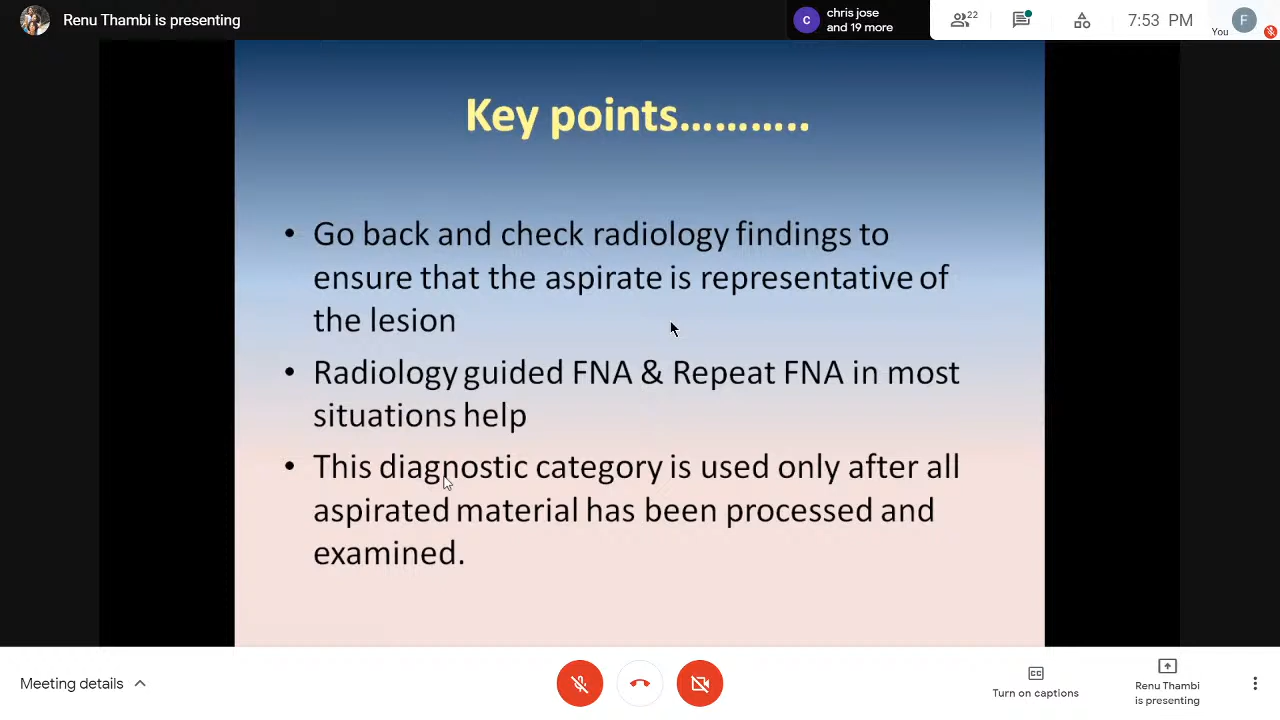 Renu Thambi is presenting
C
chris jose
and 19 more
22
7:53 PM
You
F
Key points………..
• Go back and check radiology findings to
ensure that the aspirate is representative of
the lesion
• Radiology guided FNA & Repeat FNA in most
situations help
• This diagnostic category is used only after all
aspirated material has been processed and
examined.
Meeting details
CC
Turn on captions
Renu Thambi
is presenting